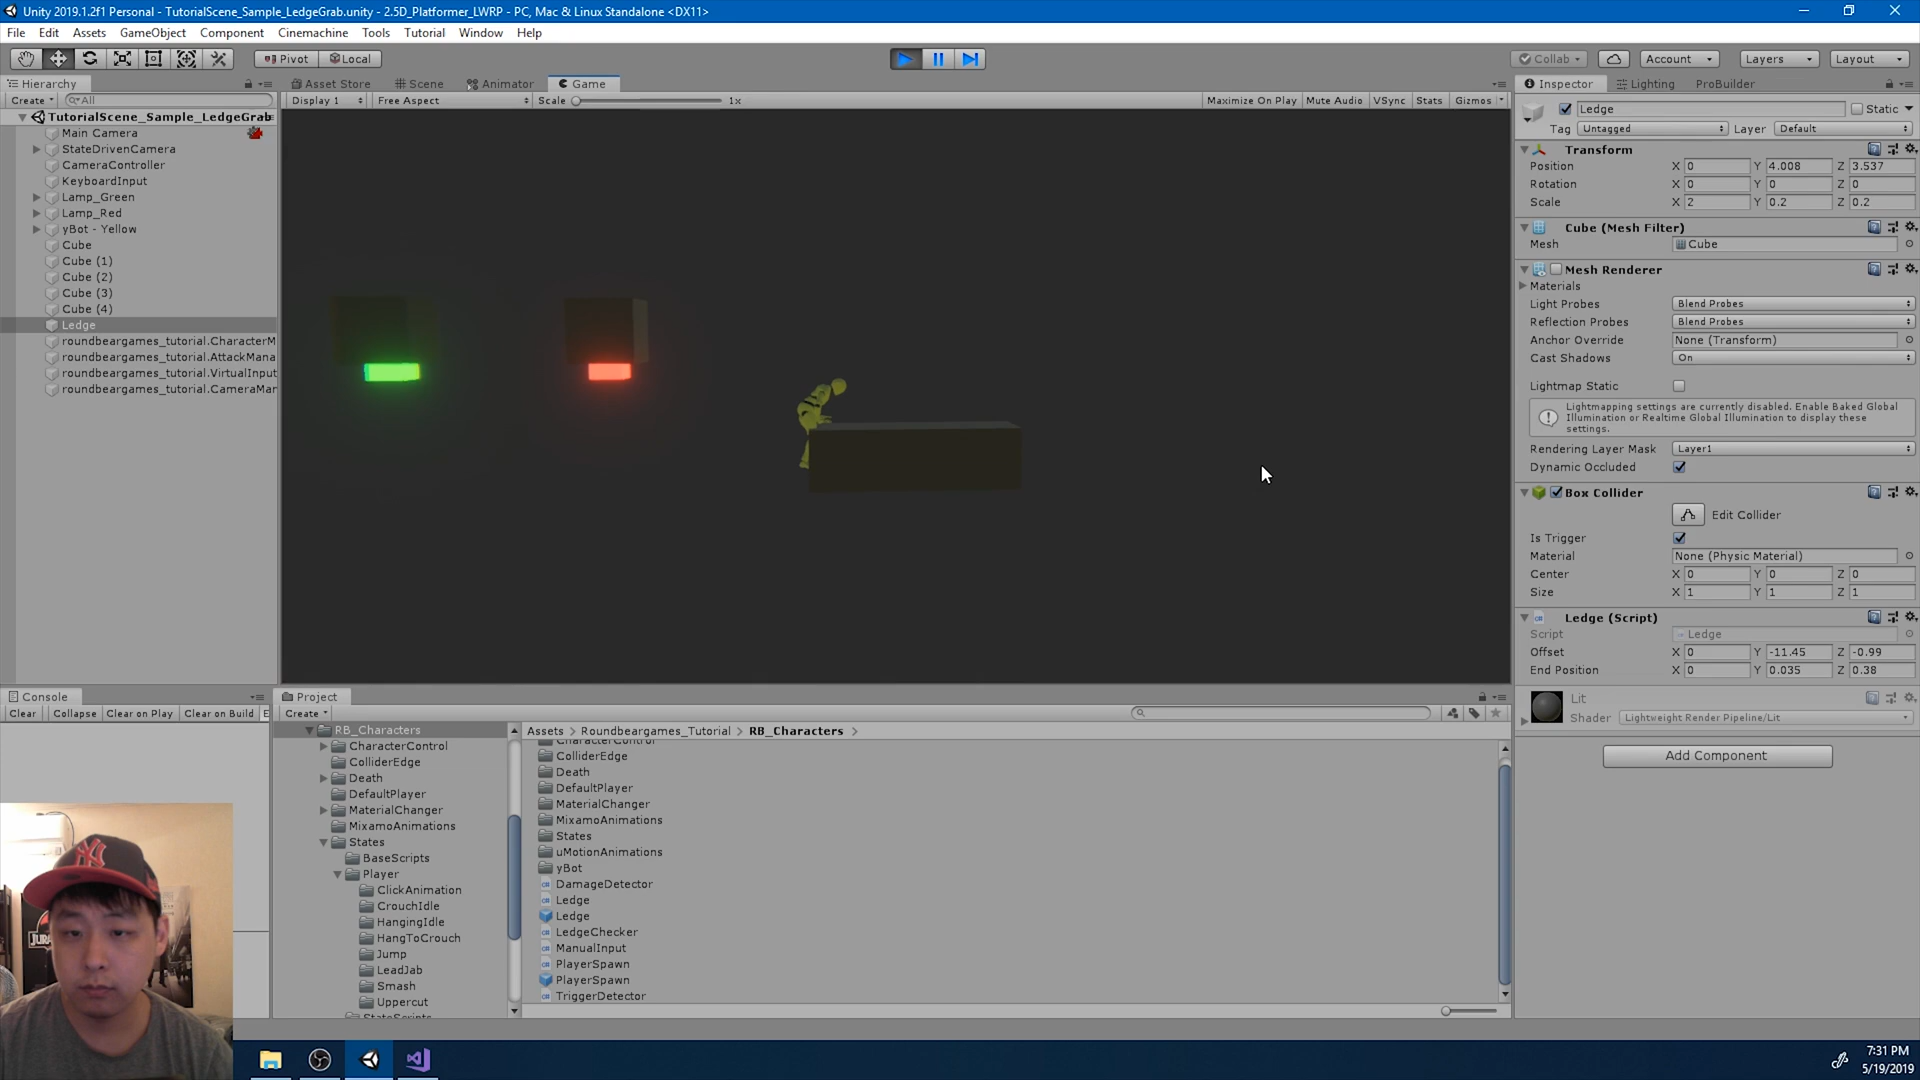 Unity 2019.1.2f1 Personal - TutorialScene_Sample_LedgeGrab.unity - 2.5D_Platformer_LWRP - PC, Mac & Linux Standalone <DX11>
File Edit Assets GameObject Component Cinemachine Tools Tutorial Window Help
Pivot Local Collab Account Layers Layout
Hierarchy Asset Store Scene Animator Game Inspector Lighting ProBuilder
Create All Display 1 Free Aspect Scale 1x Maximize On Play Mute Audio VSync Stats Gizmos
TutorialScene_Sample_LedgeGrab
Main Camera
StateDrivenCamera
CameraController
KeyboardInput
Lamp_Green
Lamp_Red
yBot - Yellow
Cube
Cube (1)
Cube (2)
Cube (3)
Cube (4)
Ledge
roundbeargames_tutorial.CharacterM
roundbeargames_tutorial.AttackMana
roundbeargames_tutorial.VirtualInput
roundbeargames_tutorial.CameraMan
Ledge Static
Tag Untagged Layer Default
Transform
Position X 0 Y 4.008 Z 3.537
Rotation X 0 Y 0 Z 0
Scale X 2 Y 0.2 Z 0.2
Cube (Mesh Filter)
Mesh Cube
Mesh Renderer
Materials
Light Probes Blend Probes
Reflection Probes Blend Probes
Anchor Override None (Transform)
Cast Shadows On
Lightmap Static
Lightmapping settings are currently disabled. Enable Baked Global
Illumination or Realtime Global Illumination to display these
settings.
Rendering Layer Mask Layer1
Dynamic Occluded
Box Collider
Edit Collider
Is Trigger
Material None (Physic Material)
Center X 0 Y 0 Z 0
Size X 1 Y 1 Z 1
Ledge (Script)
Script Ledge
Offset X 0 Y -11.45 Z -0.99
End Position X 0 Y 0.035 Z 0.38
Lit
Shader Lightweight Render Pipeline/Lit
Add Component
Console Project
Clear Collapse Clear on Play Clear on Build E Create
RB_Characters
CharacterControl
ColliderEdge
Death
DefaultPlayer
MaterialChanger
MixamoAnimations
States
BaseScripts
Player
ClickAnimation
CrouchIdle
HangingIdle
HangToCrouch
Jump
LeadJab
Smash
Uppercut
StateScripts
Assets > Roundbeargames_Tutorial > RB_Characters >
CharacterControl
ColliderEdge
Death
DefaultPlayer
MaterialChanger
MixamoAnimations
States
uMotionAnimations
yBot
DamageDetector
Ledge
Ledge
LedgeChecker
ManualInput
PlayerSpawn
PlayerSpawn
TriggerDetector
7:31 PM
5/19/2019